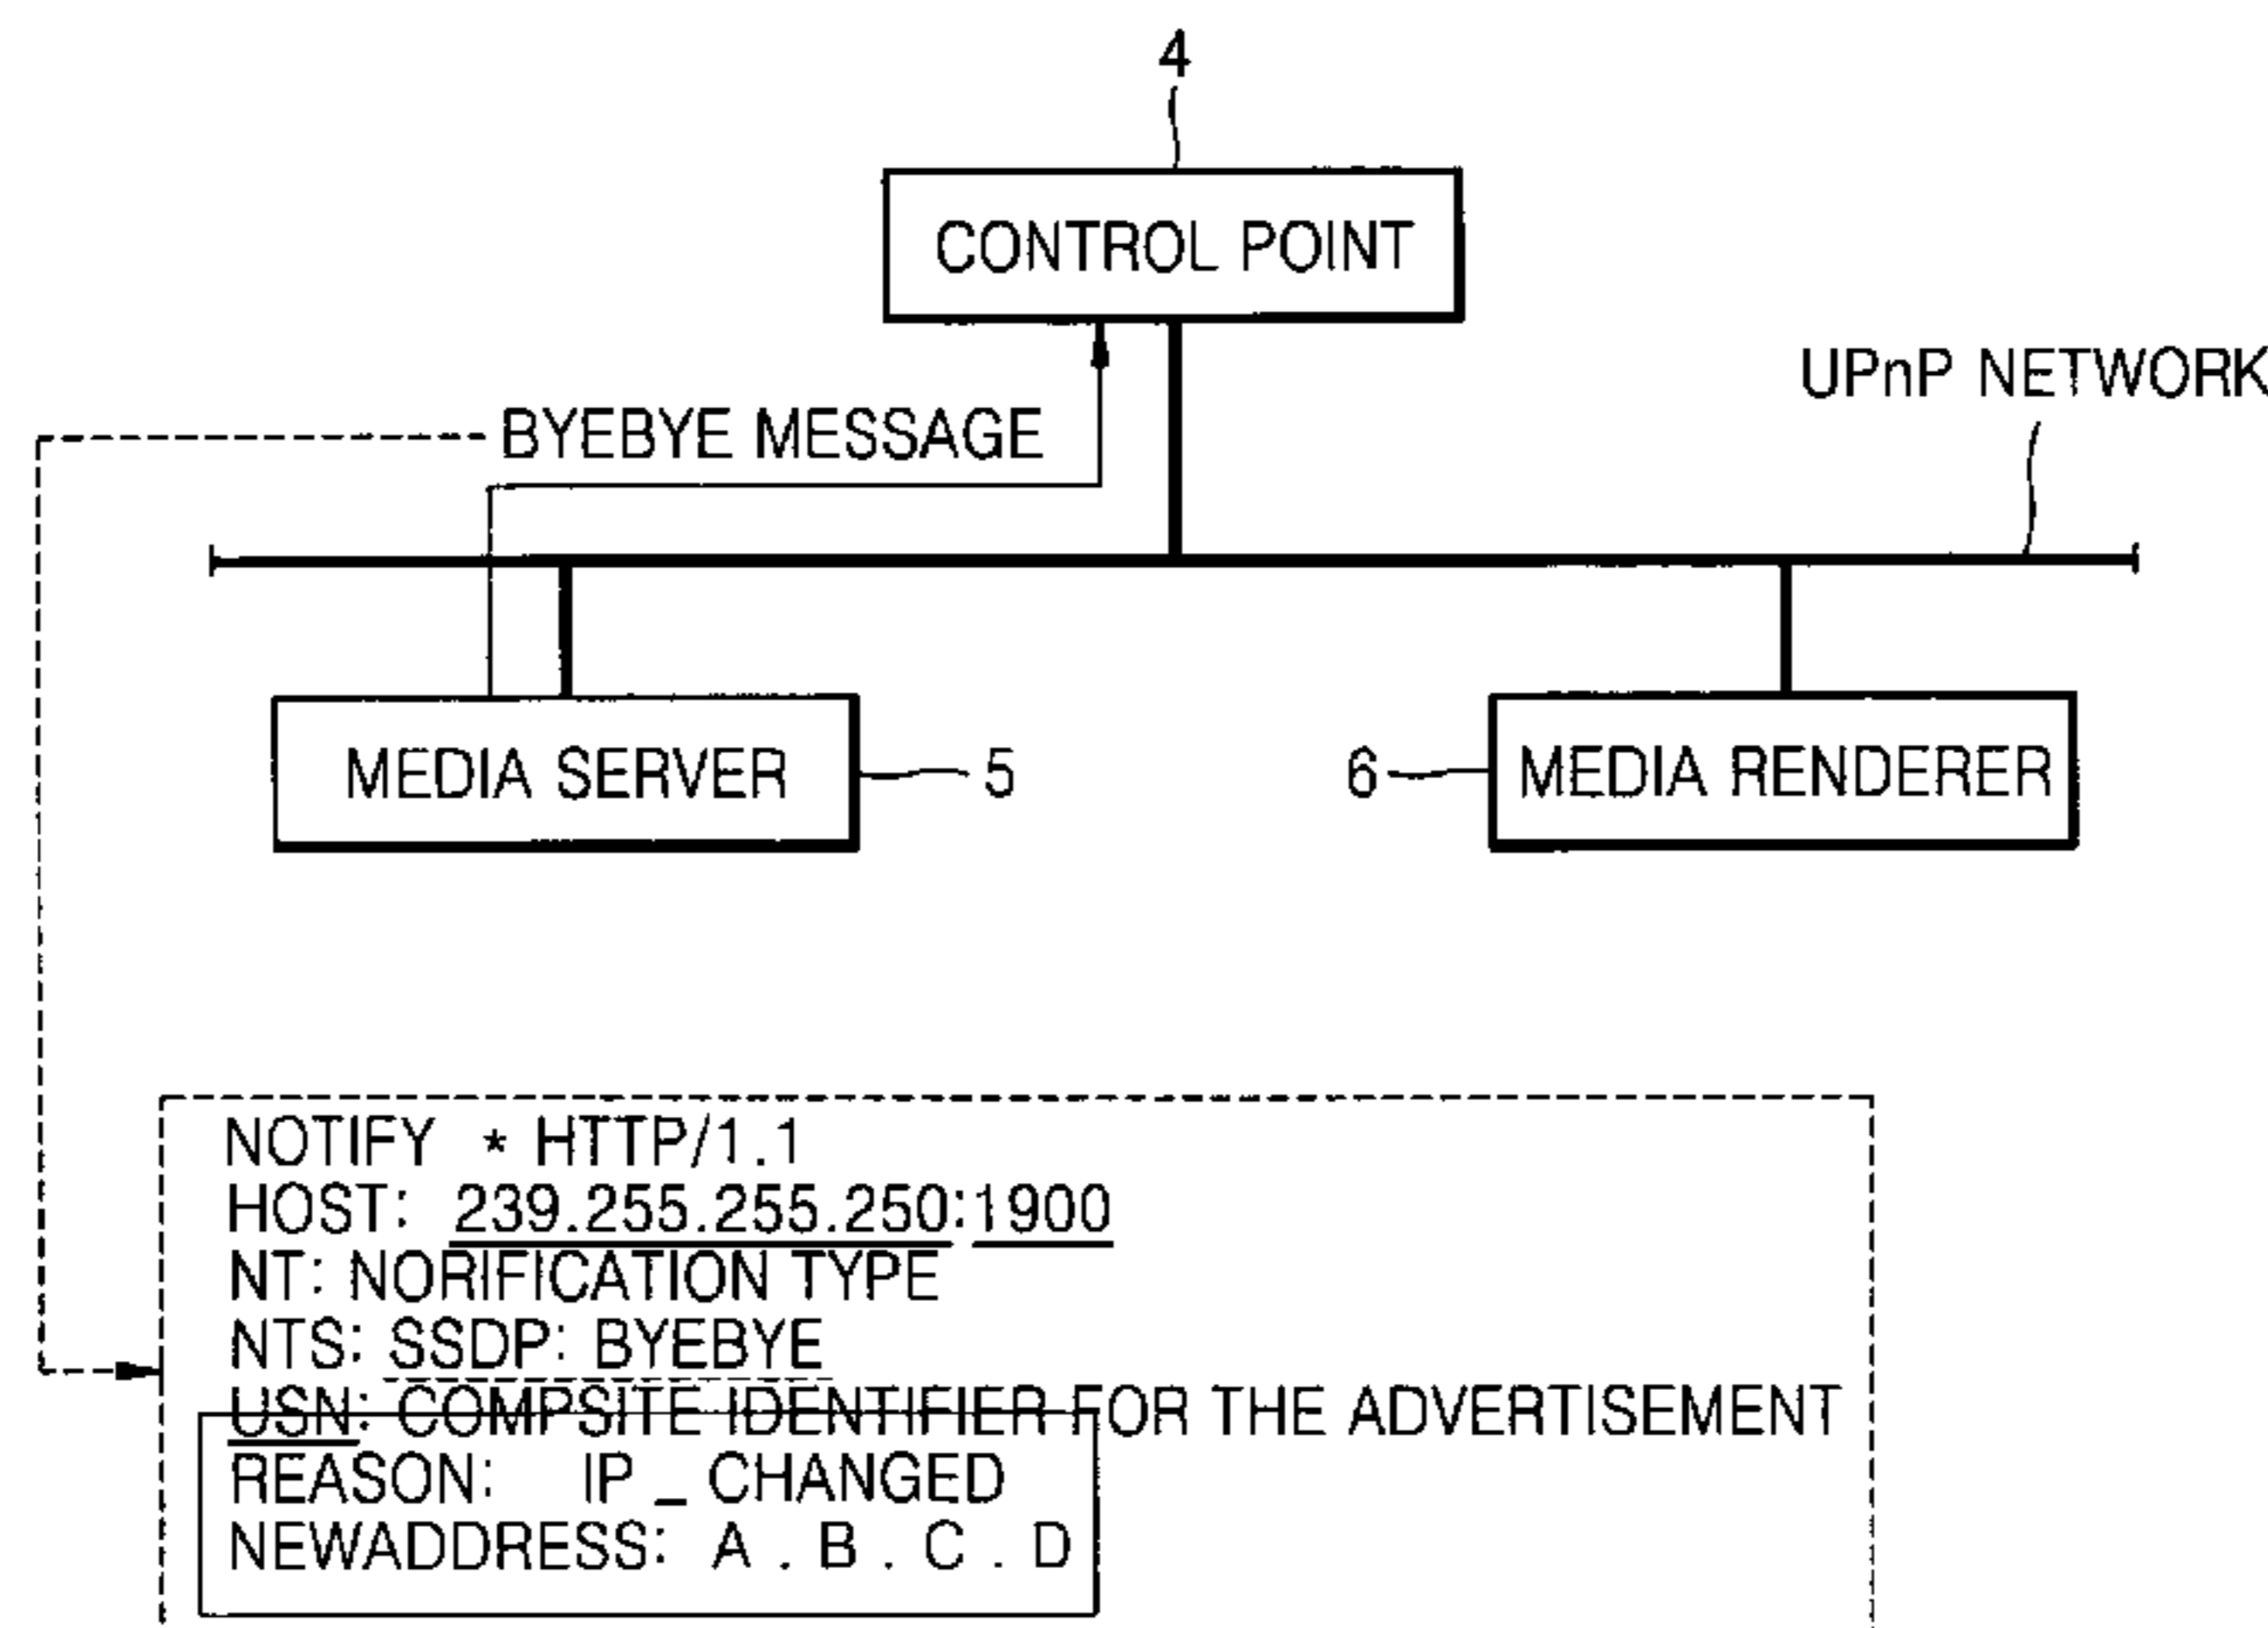 4
CONTROL POINT
UPnP NETWORK
BYEBYE MESSAGE
MEDIA SERVER
5
6
MEDIA RENDERER
NOTIFY * HTTP/1.1
HOST: 239.255.255.250:1900
NT: NORIFICATION TYPE
NTS: SSDP: BYEBYE
USN: COMPSITE IDENTIFIER FOR THE ADVERTISEMENT
REASON: IP _ CHANGED
NEWADDRESS: A . B . C . D